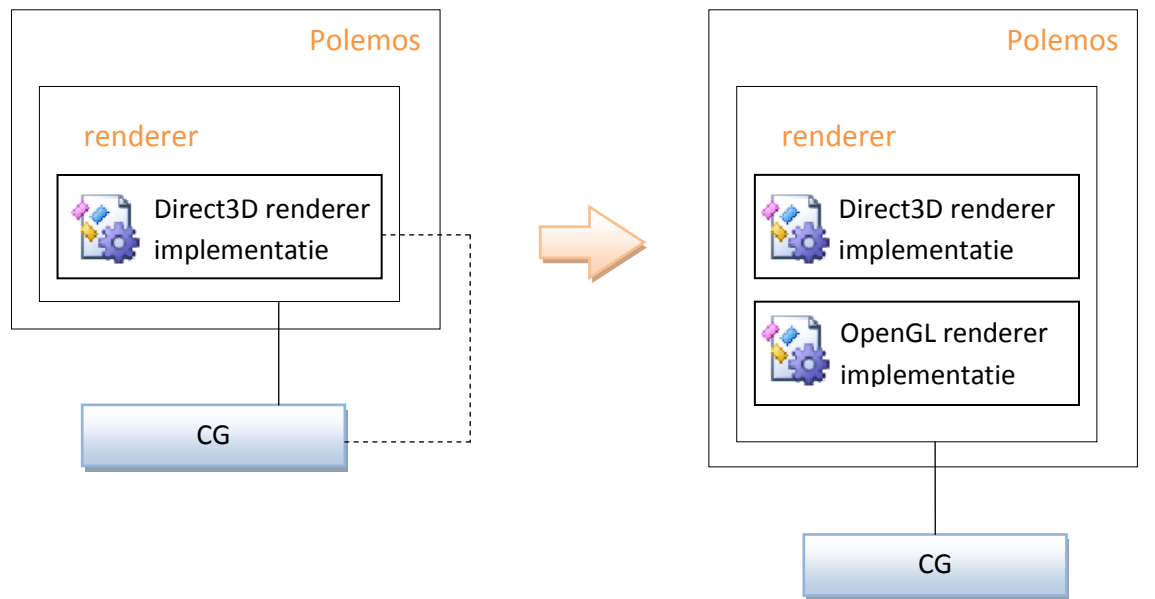 Polemos
renderer
Direct3D renderer
implementatie
CG
Polemos
renderer
Direct3D renderer
implementatie
OpenGL renderer
implementatie
CG